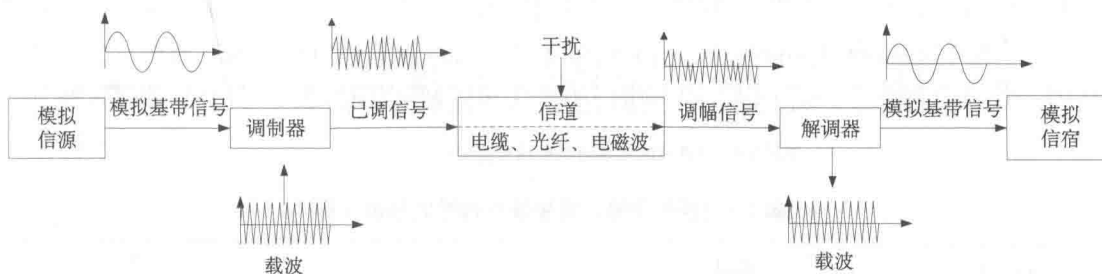 干扰
模拟
信源
模拟基带信号
调制器
已调信号
信道
电缆、光纤、电磁波
调幅信号
解调器
模拟基带信号
模拟
信宿
载波
载波